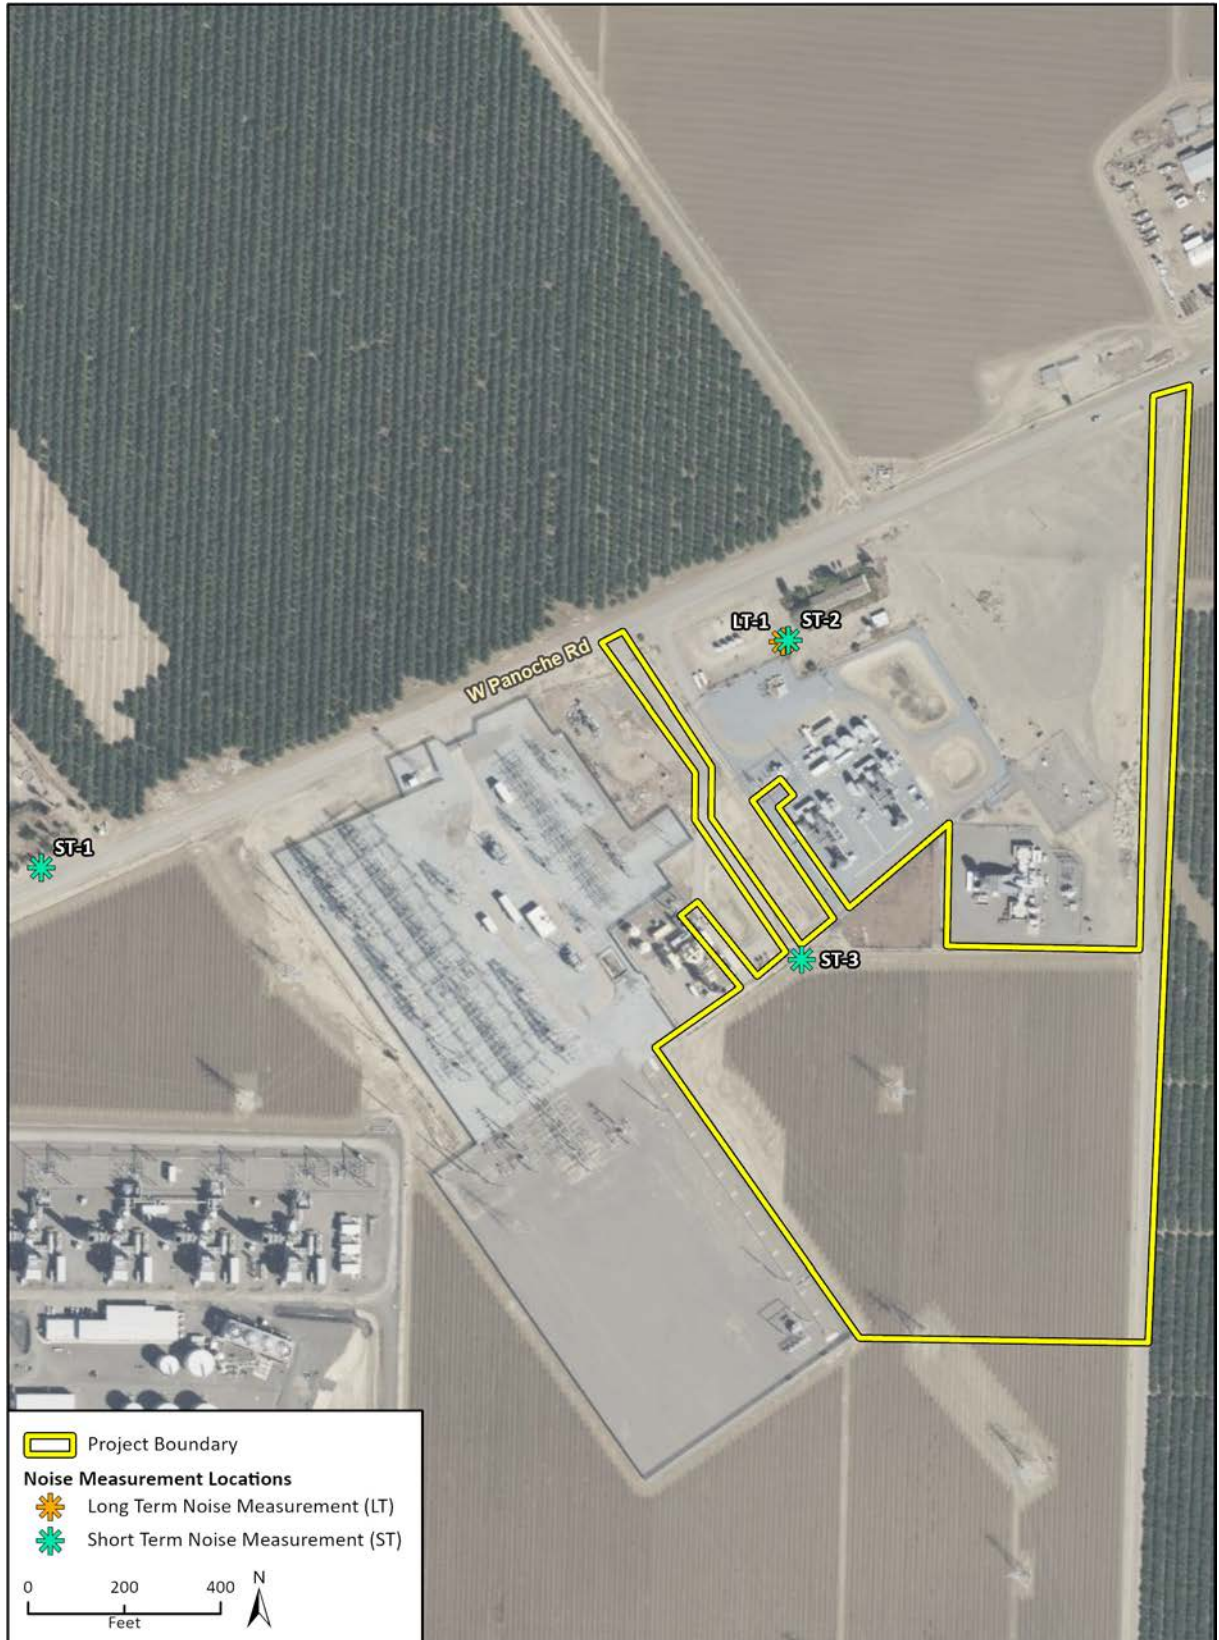 LT-1 ST-2
W Panoche Rd
ST-1
ST-3
Project Boundary
Noise Measurement Locations
Long Term Noise Measurement (LT)
Short Term Noise Measurement (ST)
0 200 400 N
Feet